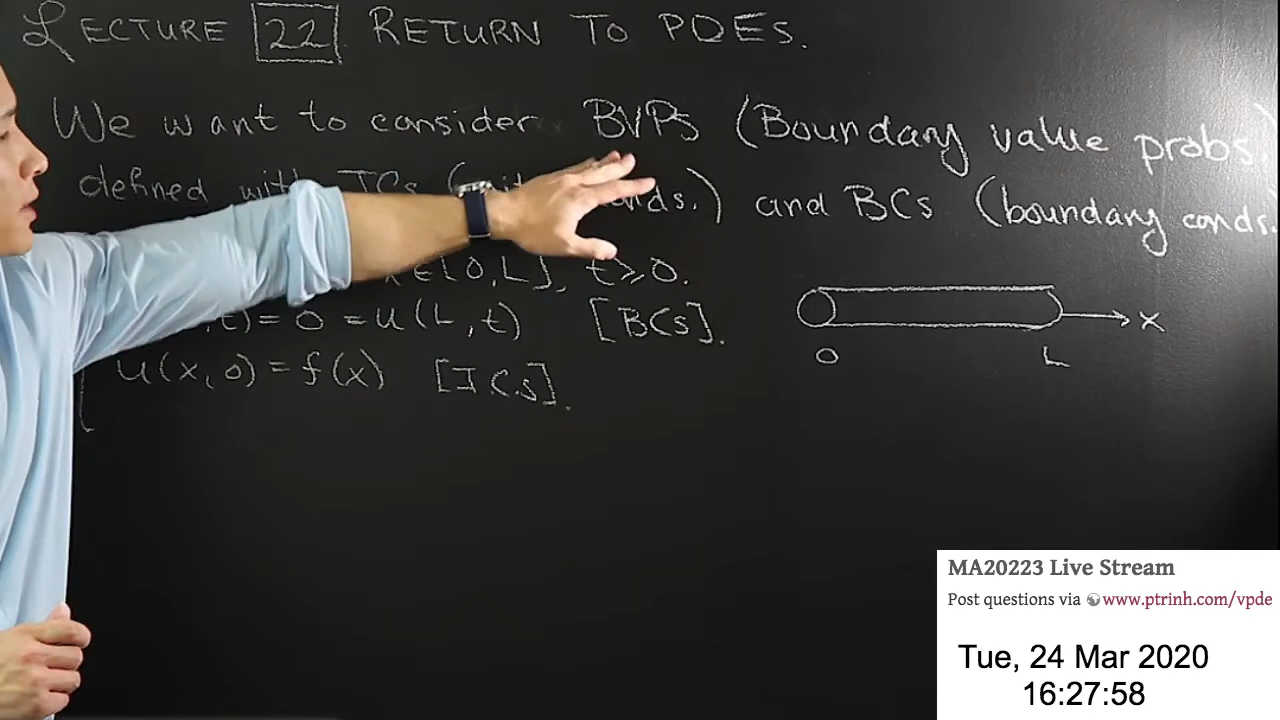 LECTURE 22 RETURN TO PDEs.
We want to consider BVPs (Boundary value probs.)
defined with ICs (init conds.) and BCs (boundary conds.
x ∈ [0, L], t ≥ 0.
, t) = 0 = u(L, t) [BCs].
u(x, 0) = f(x) [ICs].
x
0 L
MA20223 Live Stream
Post questions via www.ptrinh.com/vpde
Tue, 24 Mar 2020
16:27:58